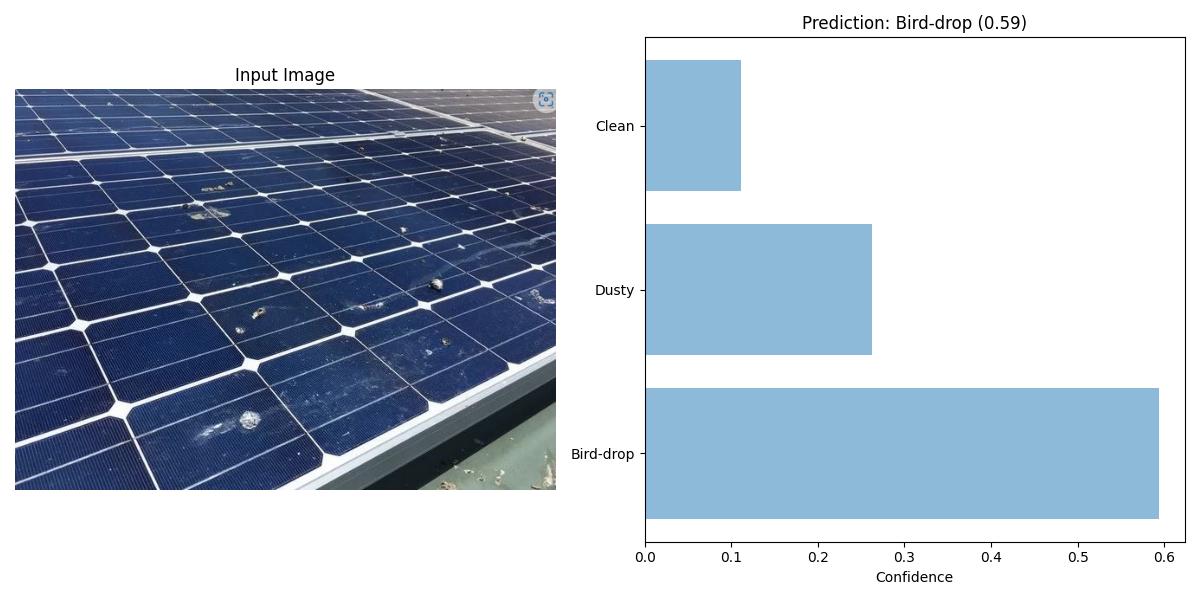 Input Image
Prediction: Bird-drop (0.59)
Clean
Dusty
Bird-drop
0.0 0.1 0.2 0.3 0.4 0.5 0.6
Confidence